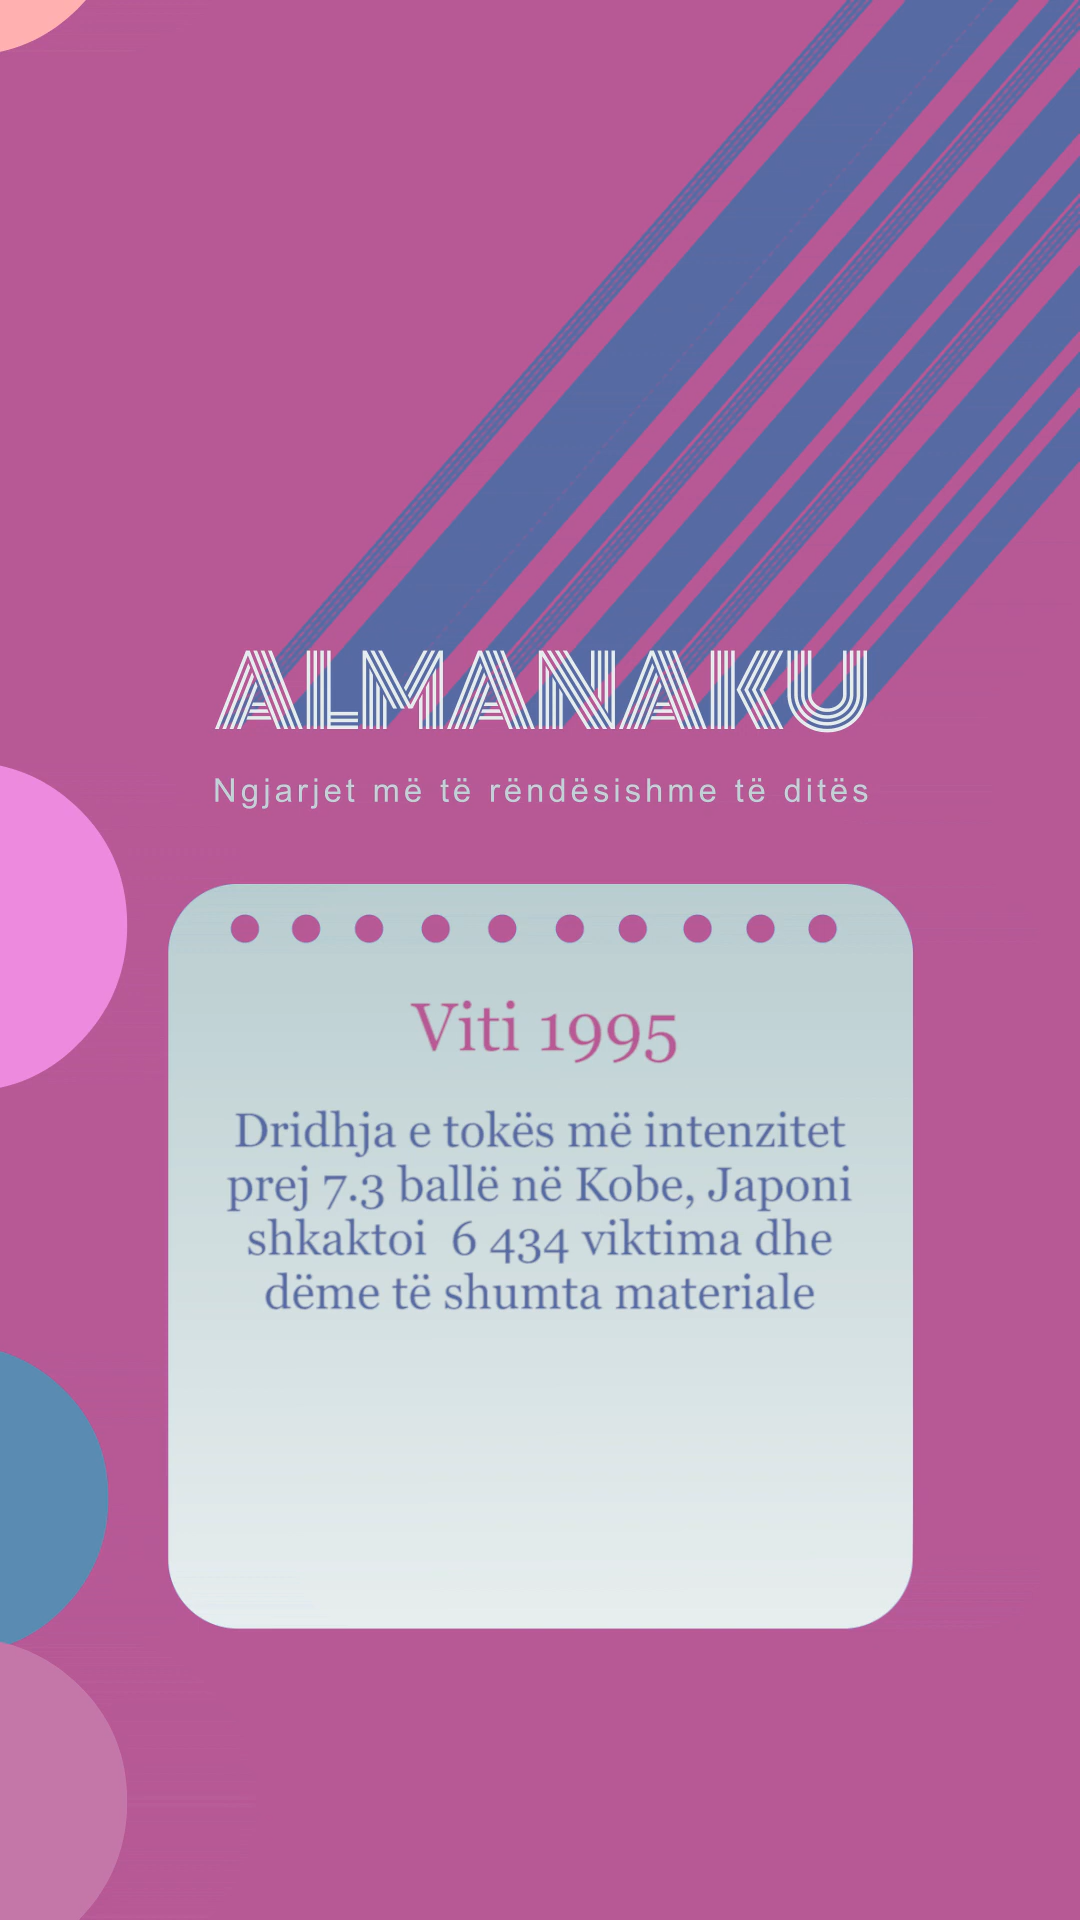 ALMANAKU
Ngjarjet më të rëndësishme të ditës
Viti 1995
Dridhja e tokës më intenzitet
prej 7.3 ballë në Kobe, Japoni
shkaktoi  6 434 viktima dhe
dëme të shumta materiale